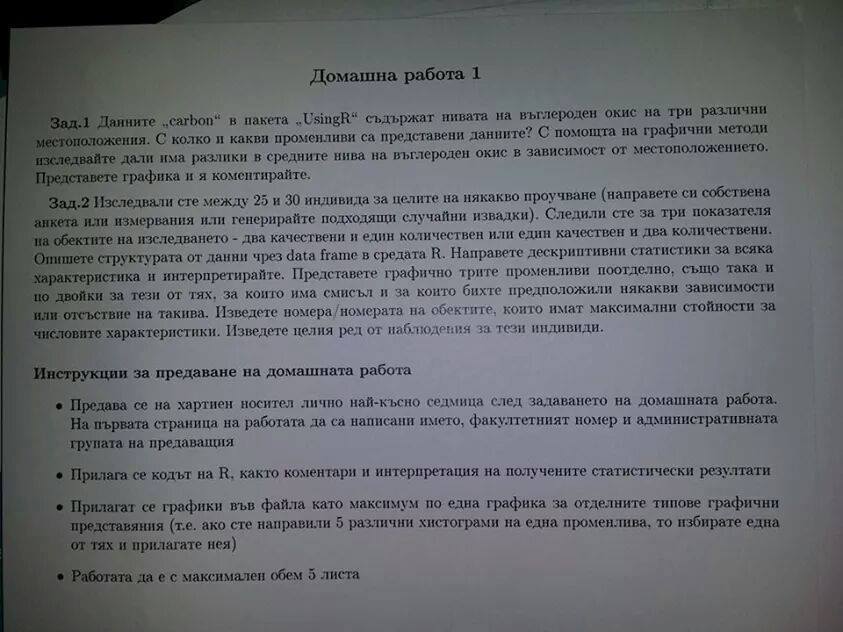 Домашна работа 1
Зад.1 Данните „carbon“ в пакета „UsingR“ съдържат нивата на въглероден окис на три различни
местоположения. С колко и какви променливи са представени данните? С помощта на графични методи
изследвайте дали има разлики в средните нива на въглероден окис в зависимост от местоположението.
Представете графика и я коментирайте.
Зад.2 Изследвали сте между 25 и 30 индивида за целите на някакво проучване (направете си собствена
анкета или измервания или генерирайте подходящи случайни извадки). Следили сте за три показателя
на обектите на изследването - два качествени и един количествен или един качествен и два количествени.
Опишете структурата от данни чрез data frame в средата R. Направете дескриптивни статистики за всяка
характеристика и интерпретирайте. Представете графично трите променливи поотделно, също така и
по двойки за тези от тях, за които има смисъл и за които бихте предположили някакви зависимости
или отсъствие на такива. Изведете номера/номерата на обектите, които имат максимални стойности за
числовите характеристики. Изведете целия ред от наблюдения за тези индивиди.
Инструкции за предаване на домашната работа
• Предава се на хартиен носител лично най-късно седмица след задаването на домашната работа.
На първата страница на работата да са написани името, факултетният номер и административната
групата на предаващия
• Прилага се кодът на R, както коментари и интерпретация на получените статистически резултати
• Прилагат се графики във файла като максимум по една графика за отделните типове графични
представяния (т.е. ако сте направили 5 различни хистограми на една променлива, то избирате една
от тях и прилагате нея)
• Работата да е с максимален обем 5 листа